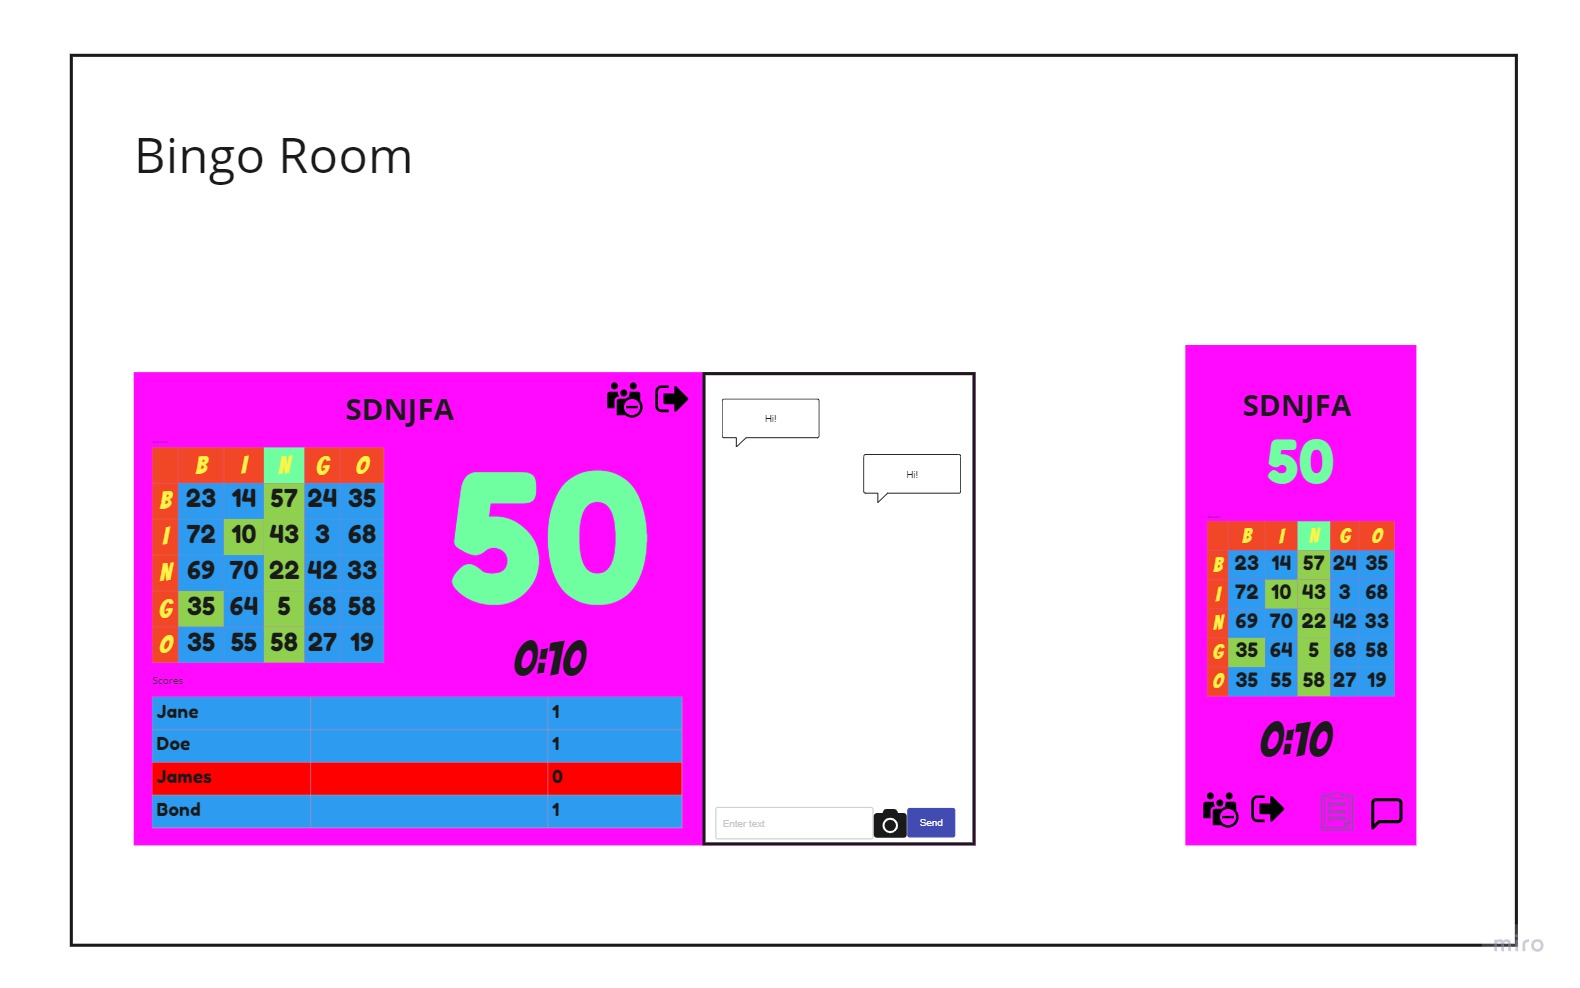 Bingo Room
SDNJFA
B I N G O
B 23 14 57 24 35
I 72 10 43 3 68
N 69 70 22 42 33
G 35 64 5 68 58
O 35 55 58 27 19
50
0:10
Scores
Jane 1
Doe 1
James 0
Bond 1
Hi!
Hi!
Enter text
Send
SDNJFA
50
B I N G O
B 23 14 57 24 35
I 72 10 43 3 68
N 69 70 22 42 33
G 35 64 5 68 58
O 35 55 58 27 19
0:10
miro